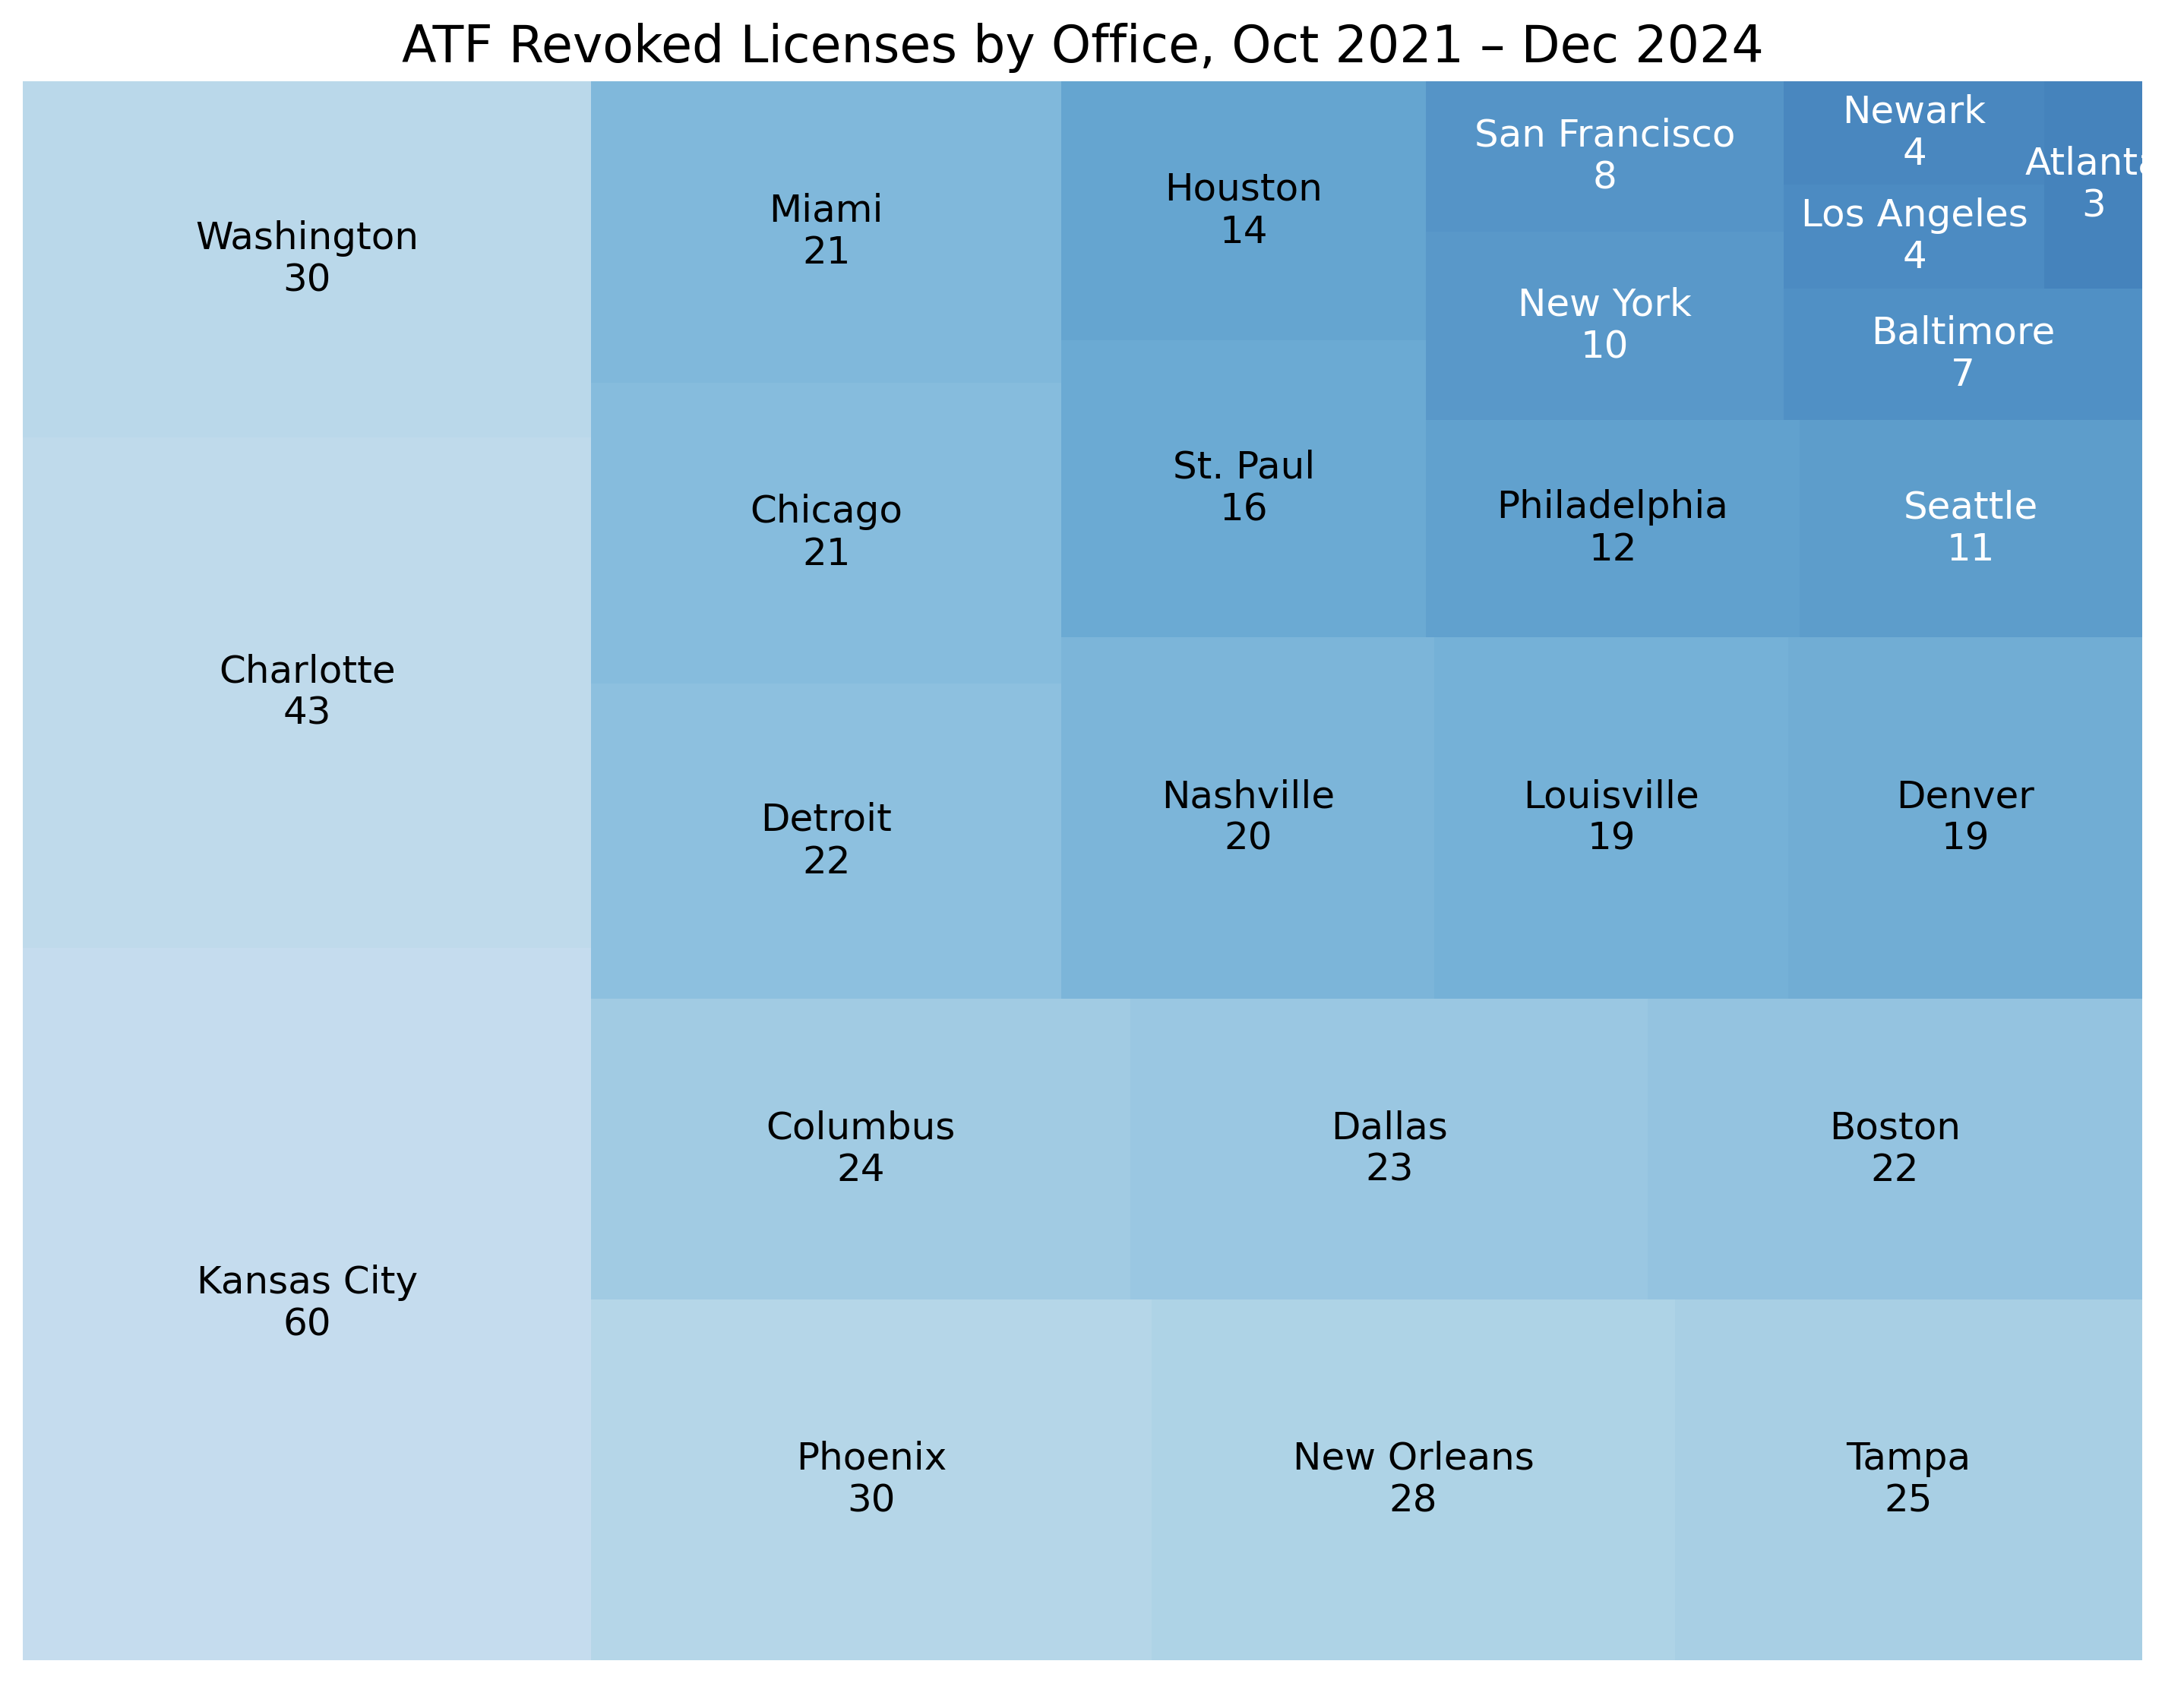 ATF Revoked Licenses by Office, Oct 2021 – Dec 2024
Washington
30
Charlotte
43
Kansas City
60
Miami
21
Chicago
21
Detroit
22
Houston
14
St. Paul
16
San Francisco
8
New York
10
Newark
4
Los Angeles
4
Atlanta
3
Baltimore
7
Philadelphia
12
Seattle
11
Nashville
20
Louisville
19
Denver
19
Columbus
24
Dallas
23
Boston
22
Phoenix
30
New Orleans
28
Tampa
25